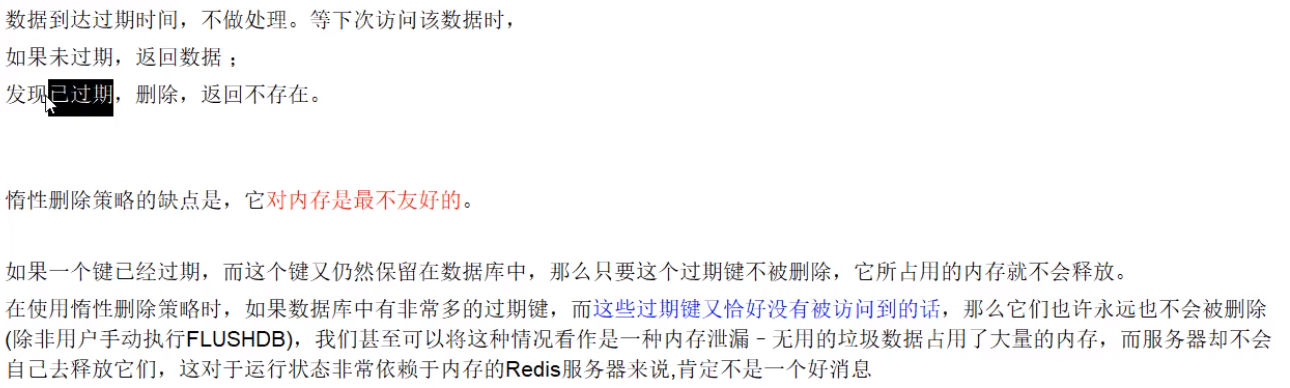 数据到达过期时间，不做处理。等下次访问该数据时，
如果未过期，返回数据 ；
发现已过期，删除，返回不存在。
惰性删除策略的缺点是，它对内存是最不友好的。
如果一个键已经过期，而这个键又仍然保留在数据库中，那么只要这个过期键不被删除，它所占用的内存就不会释放。
在使用惰性删除策略时，如果数据库中有非常多的过期键，而这些过期键又恰好没有被访问到的话，那么它们也许永远也不会被删除
(除非用户手动执行FLUSHDB)，我们甚至可以将这种情况看作是一种内存泄漏－无用的垃圾数据占用了大量的内存，而服务器却不会
自己去释放它们，这对于运行状态非常依赖于内存的Redis服务器来说,肯定不是一个好消息